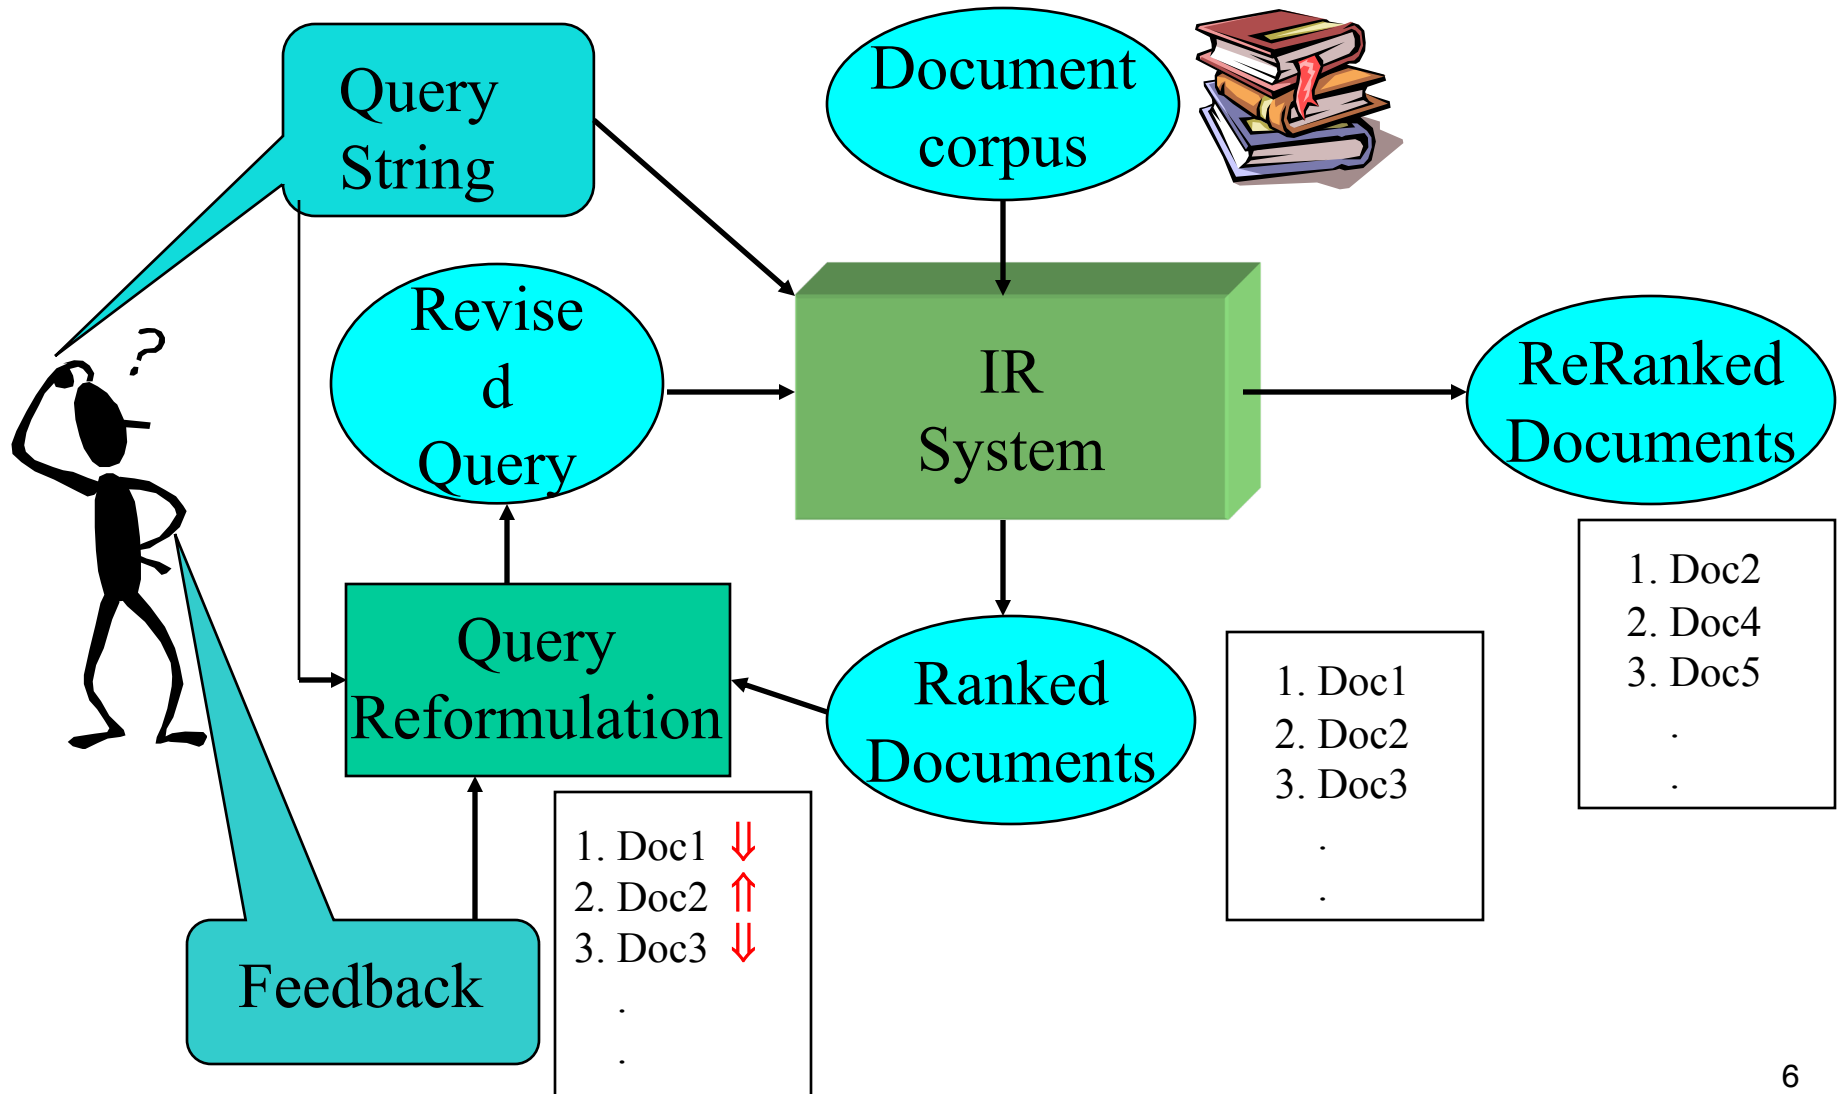 Query
String
Document
corpus
?
Revise
d
Query
IR
System
ReRanked
Documents
1. Doc2
2. Doc4
3. Doc5
.
.
Query
Reformulation
Ranked
Documents
1. Doc1
2. Doc2
3. Doc3
.
.
1. Doc1 ⇓
2. Doc2 ⇑
3. Doc3 ⇓
.
.
Feedback
6